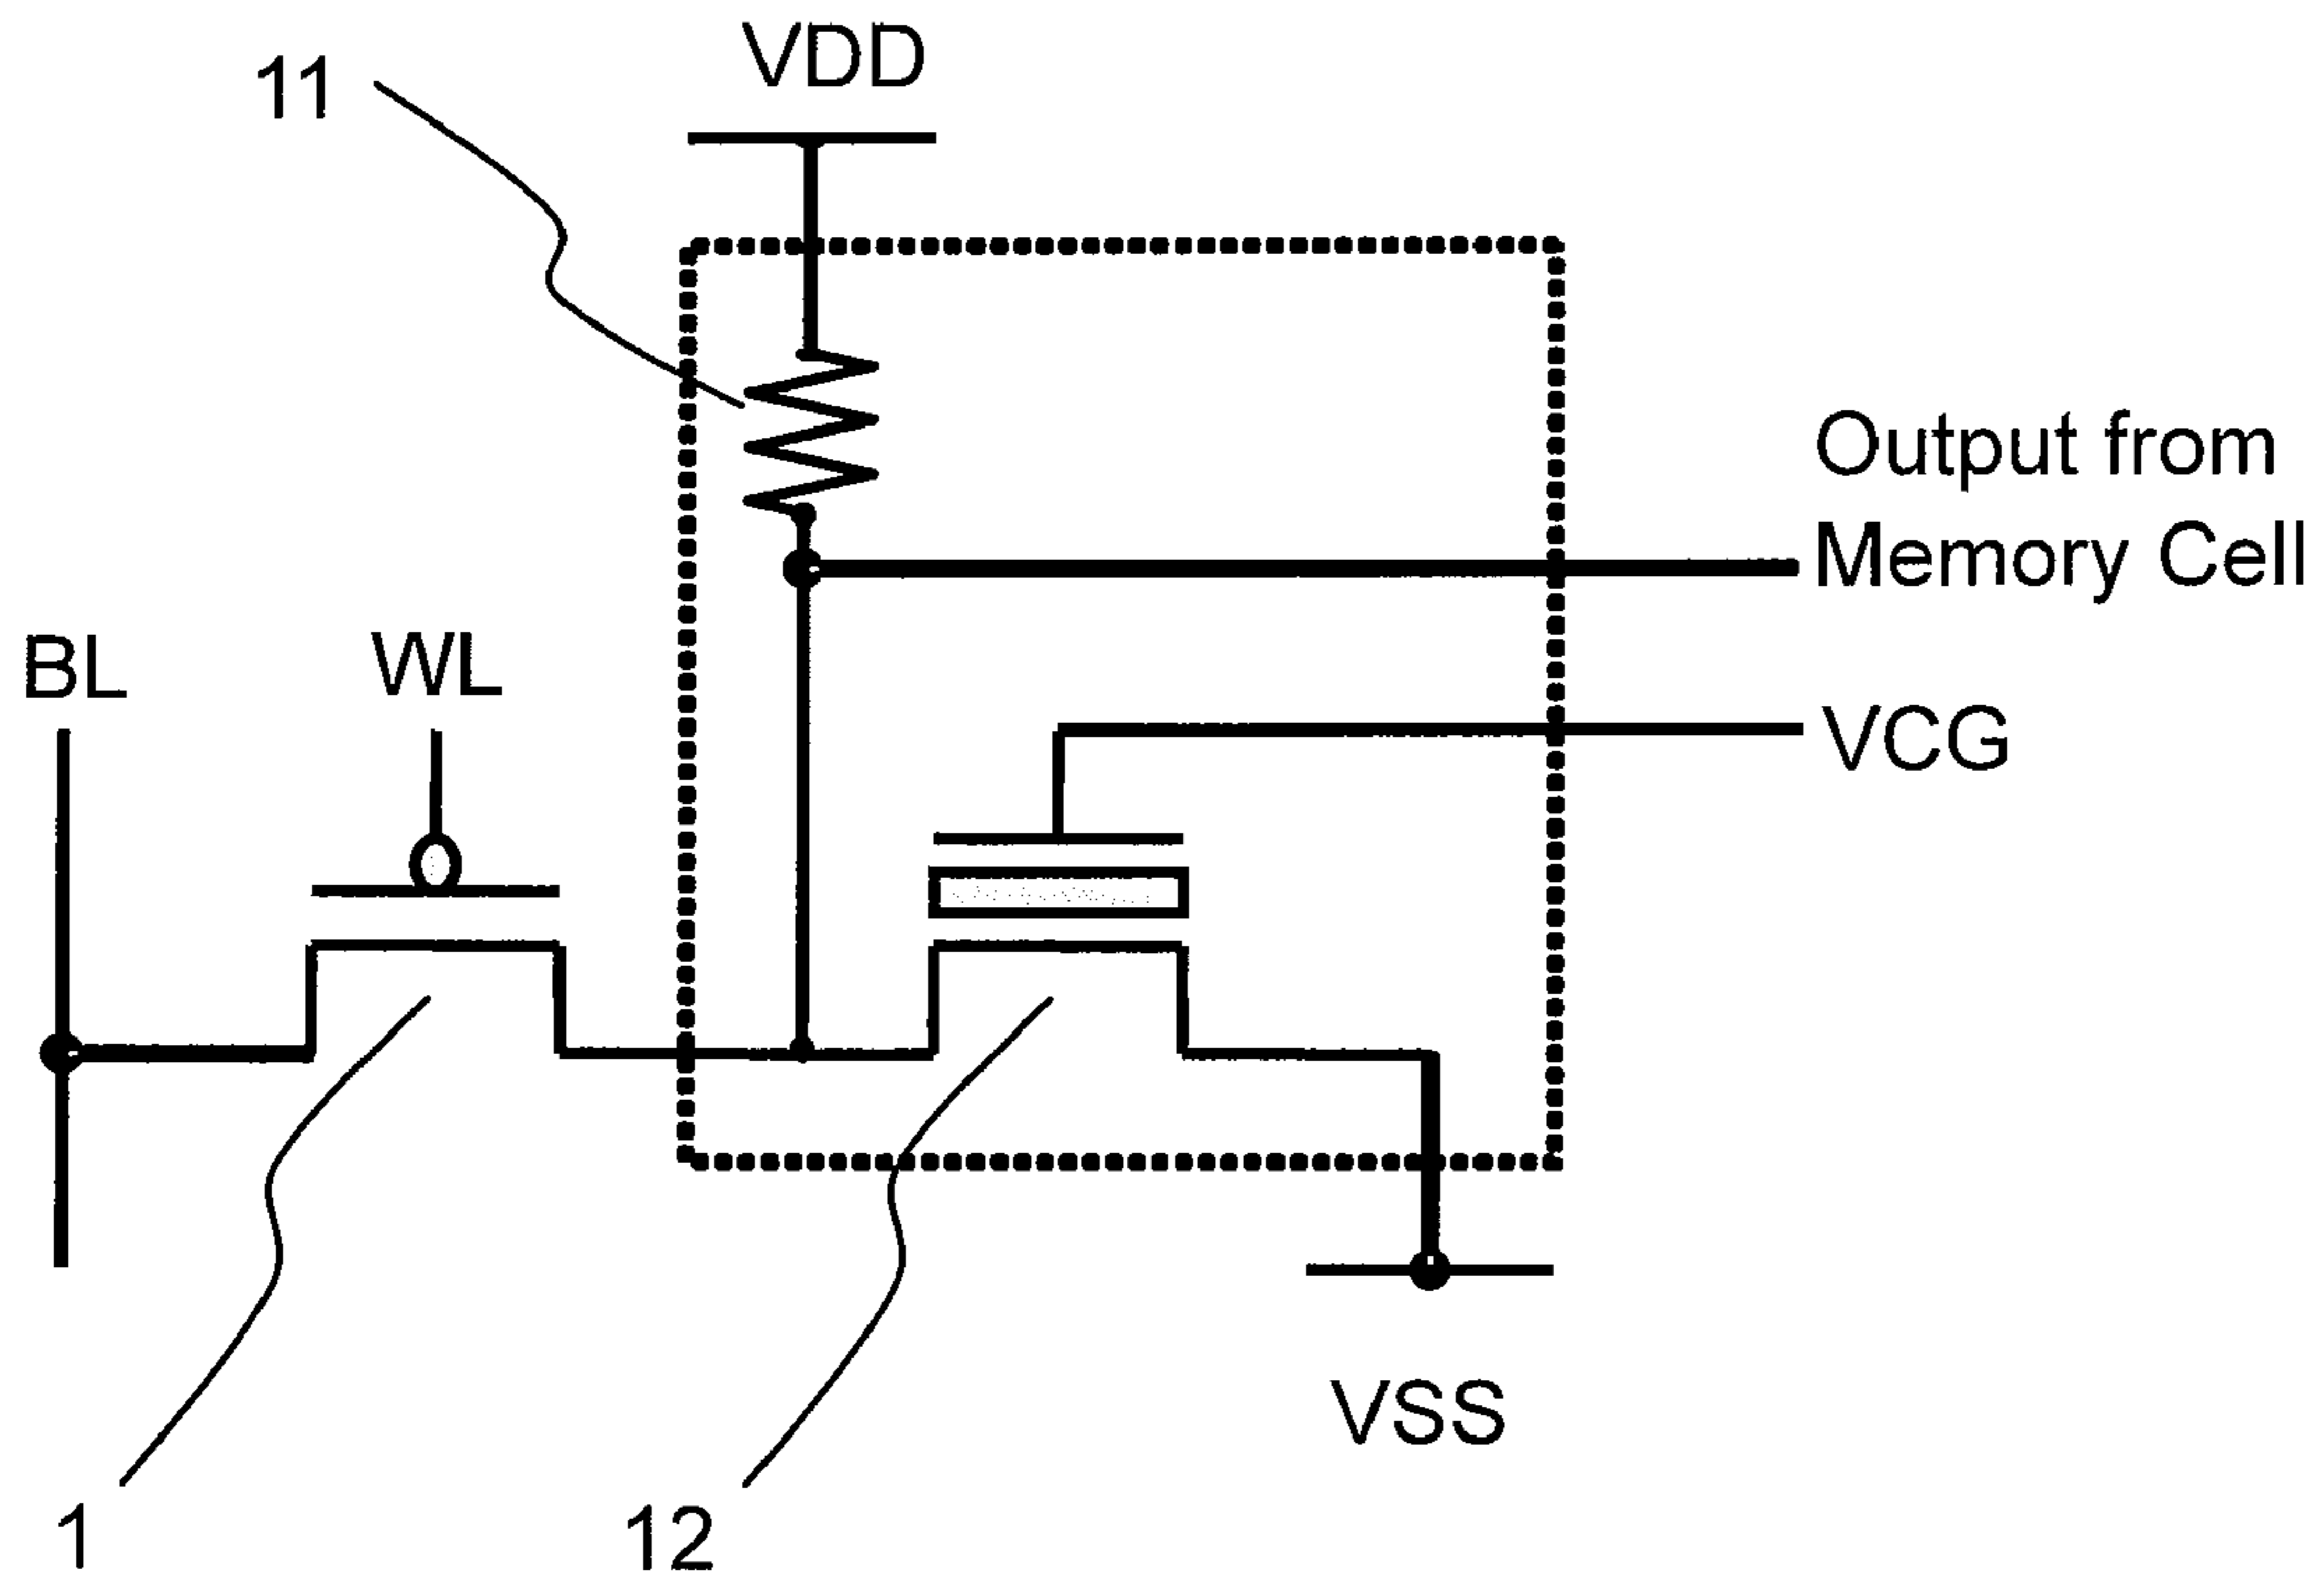 VDD
11
Output from
Memory Cell
BL
WL
VCG
VSS
1
12